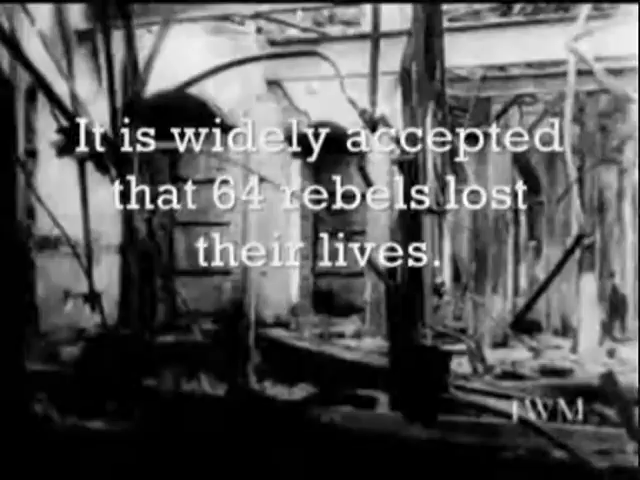 It is widely accepted
that 64 rebels lost
their lives.
IWM